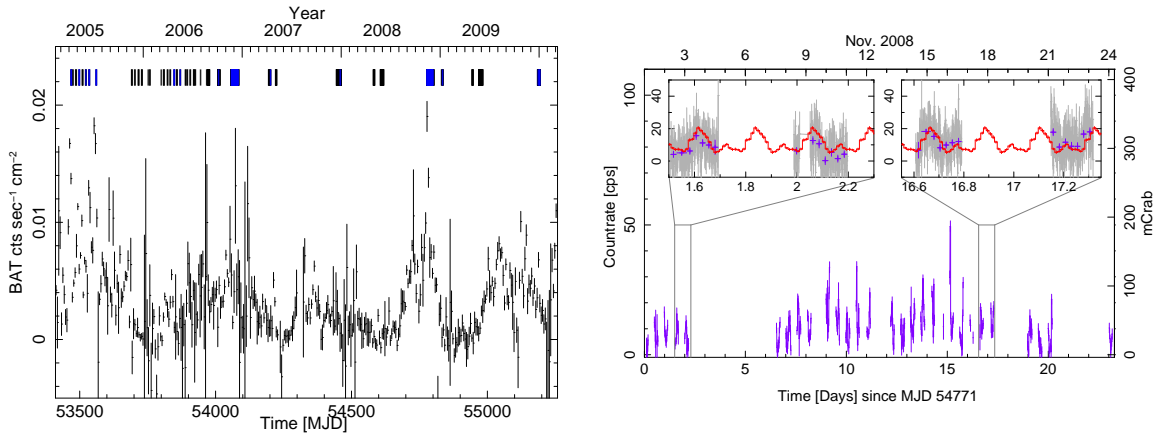 Year
2005 2006 2007 2008 2009
0.02
0.01
0
BAT cts sec−1 cm−2
53500 54000 54500 55000
Time [MJD]
Nov. 2008
3 6 9 12 15 18 21 24
100
50
0
Countrate [cps]
400
300
200
100
0
mCrab
40
20
0
1.6 1.8 2 2.2
40
20
0
16.6 16.8 17 17.2
0 5 10 15 20
Time [Days] since MJD 54771